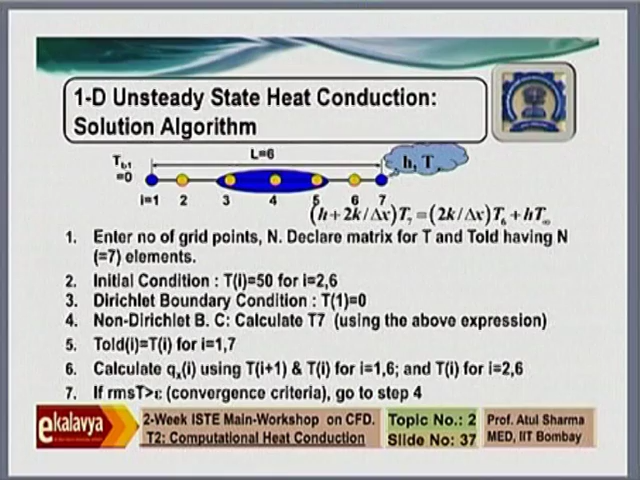 1-D Unsteady State Heat Conduction:
Solution Algorithm
L=6
T_b1
=0
h, T
i=1 2 3 4 5 6 7
(h+2k/Δx)T₇=(2k/Δx)T₆+hT∞
1. Enter no of grid points, N. Declare matrix for T and Told having N
(=7) elements.
2. Initial Condition : T(i)=50 for i=2,6
3. Dirichlet Boundary Condition : T(1)=0
4. Non-Dirichlet B. C: Calculate T7 (using the above expression)
5. Told(i)=T(i) for i=1,7
6. Calculate qₓ(i) using T(i+1) & T(i) for i=1,6; and T(i) for i=2,6
7. If rmsT>ε (convergence criteria), go to step 4
ekalavya
2-Week ISTE Main-Workshop on CFD.
T2: Computational Heat Conduction
Topic No.: 2
Slide No: 37
Prof. Atul Sharma
MED, IIT Bombay